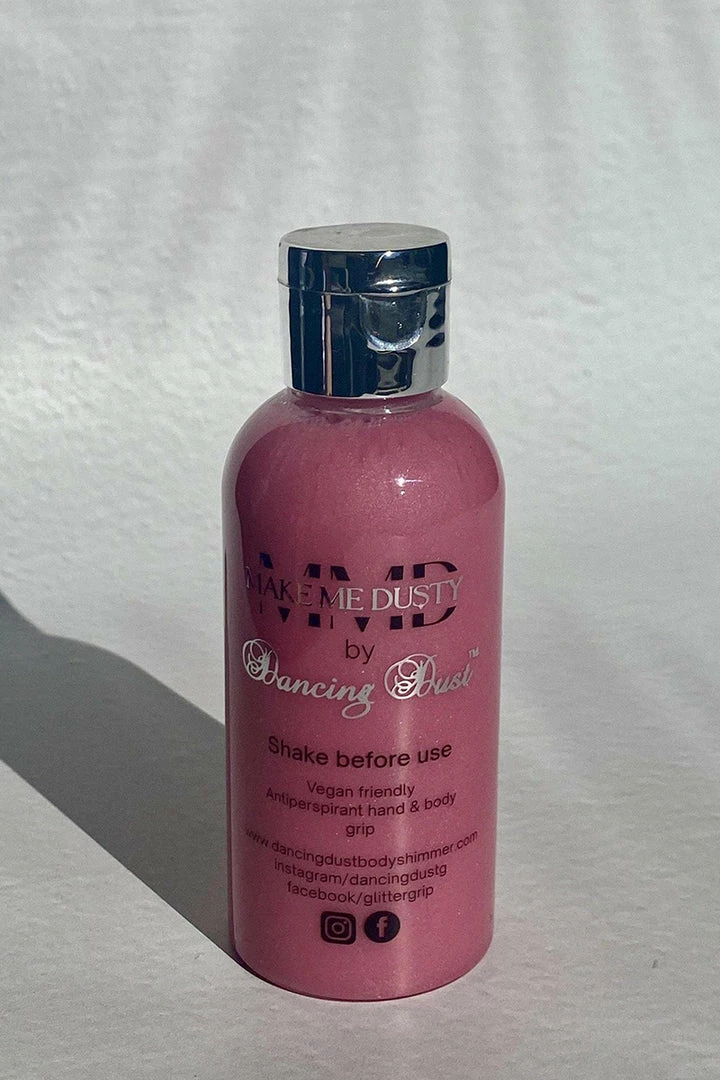 MMD
MAKE ME DUSTY
by
Dancing Dust™
Shake before use
Vegan friendly
Antiperspirant hand & body
grip
www.dancingdustbodyshimmer.com
instagram/dancingdustg
facebook/glittergrip